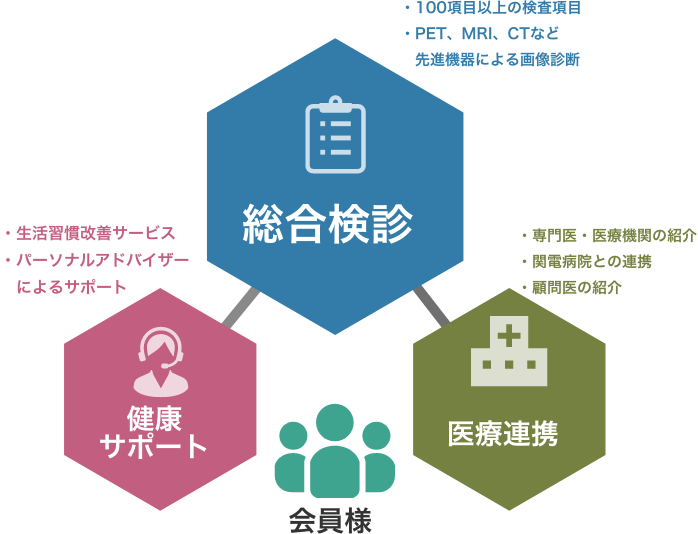 ・100項目以上の検査項目
・PET、MRI、CTなど
先進機器による画像診断
総合検診
・生活習慣改善サービス
・パーソナルアドバイザー
によるサポート
・専門医・医療機関の紹介
・関電病院との連携
・顧問医の紹介
健康
サポート
医療連携
会員様